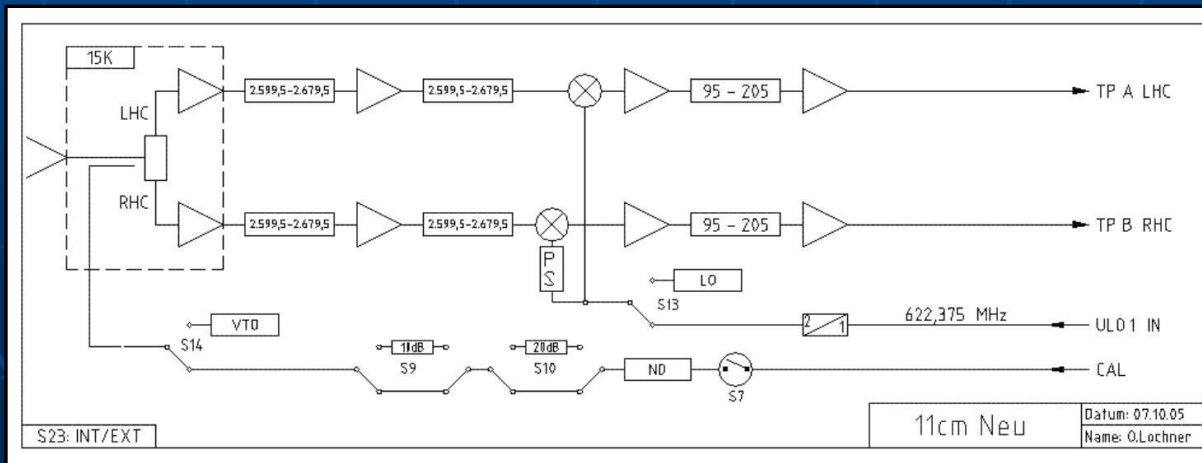 15K
LHC
2.599,5-2.679,5
2.599,5-2.679,5
95 - 205
TP A LHC
RHC
2.599,5-2.679,5
2.599,5-2.679,5
95 - 205
TP B RHC
PS
LO
S13
2
1
622,375 MHz
ULO1 IN
VTO
S14
10dB
S9
20dB
S10
ND
S7
CAL
S23: INT/EXT
11cm Neu
Datum: 07.10.05
Name: O.Lochner